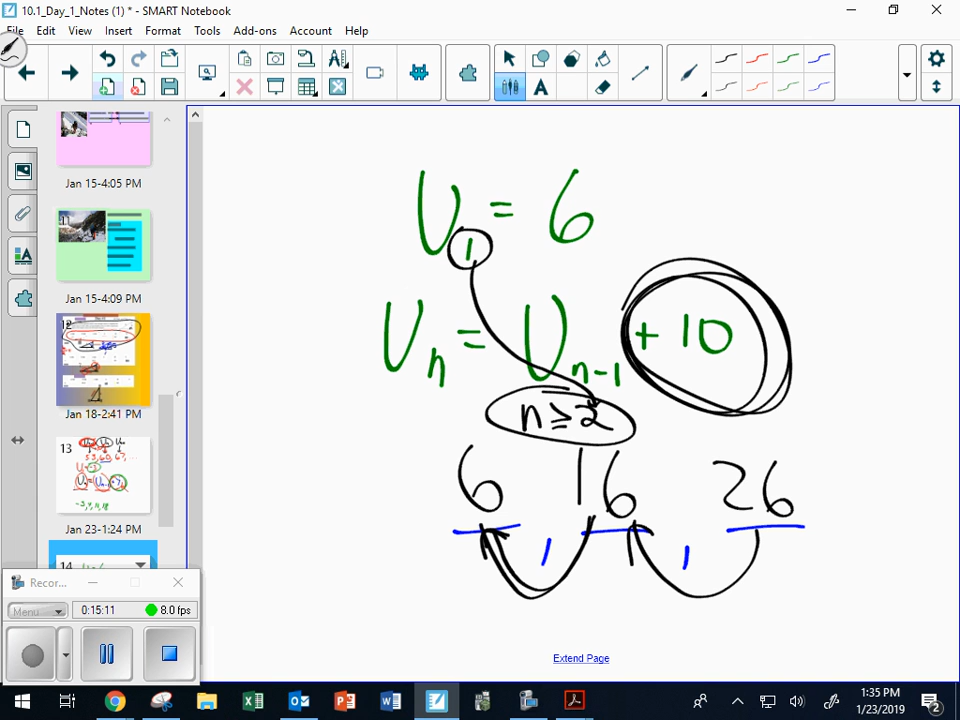 10.1_Day_1_Notes (1) * - SMART Notebook
File Edit View Insert Format Tools Add-ons Account Help
Jan 15-4:05 PM
11
Jan 15-4:09 PM
12
Jan 18-2:41 PM
13
Jan 23-1:24 PM
14
U₁ = 6
Uₙ = Uₙ₋₁ + 10
n ≥ 2
6, 16, 26
Extend Page
Recor...
Menu 0:15:11 8.0 fps
1:35 PM
1/23/2019
2